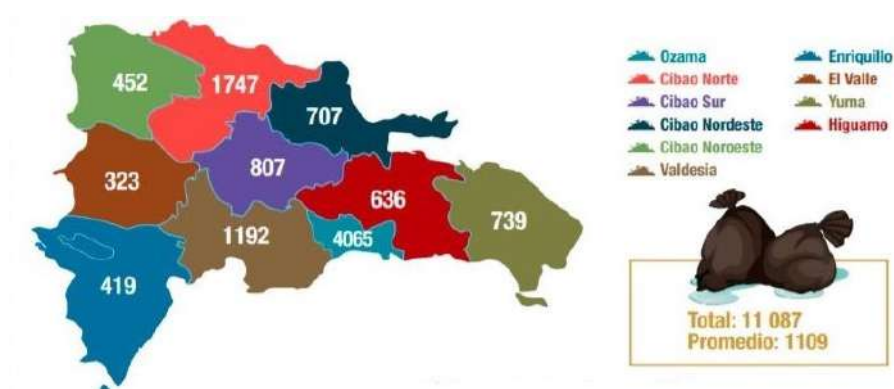 452
1747
707
323
807
636
739
1192
4065
419
Ozama
Cibao Norte
Cibao Sur
Cibao Nordeste
Cibao Noroeste
Valdesia
Enriquillo
El Valle
Yuma
Higuamo
Total: 11 087
Promedio: 1109